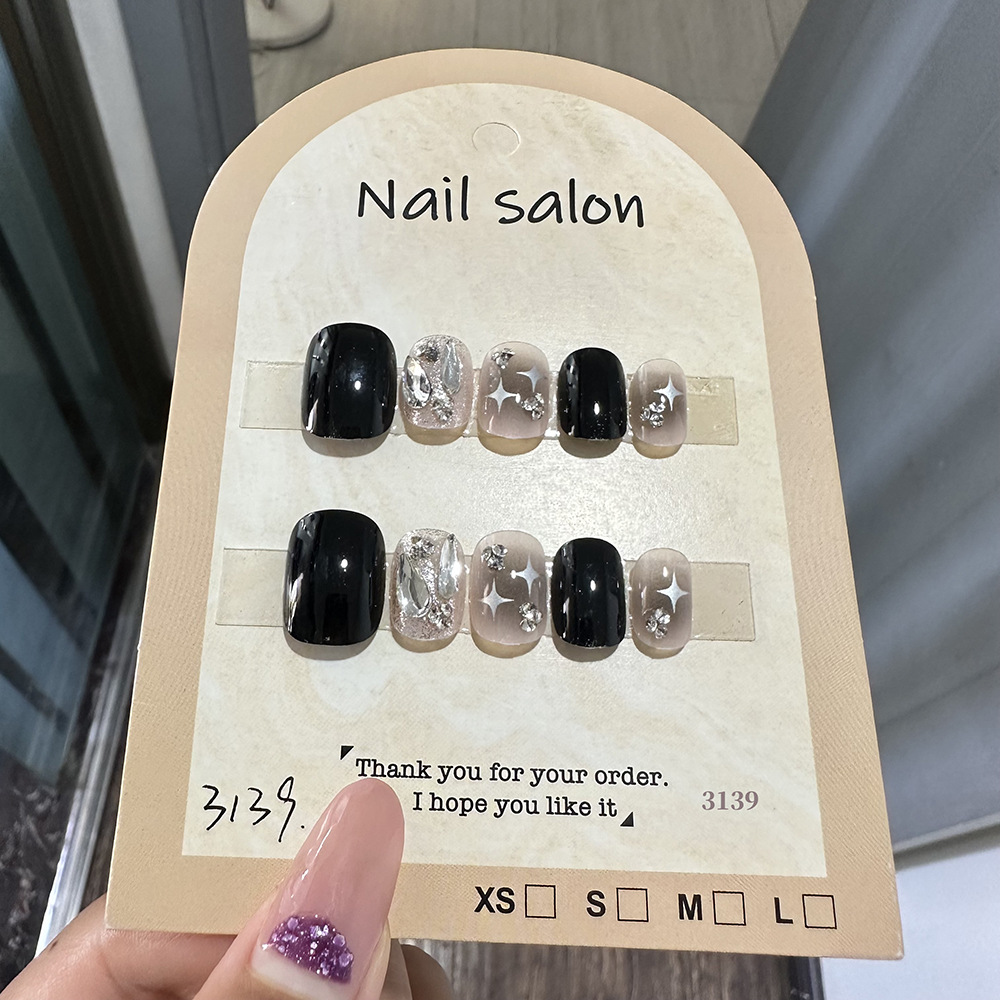 Nail salon
Thank you for your order.
I hope you like it
3139.
3139
XS S M L